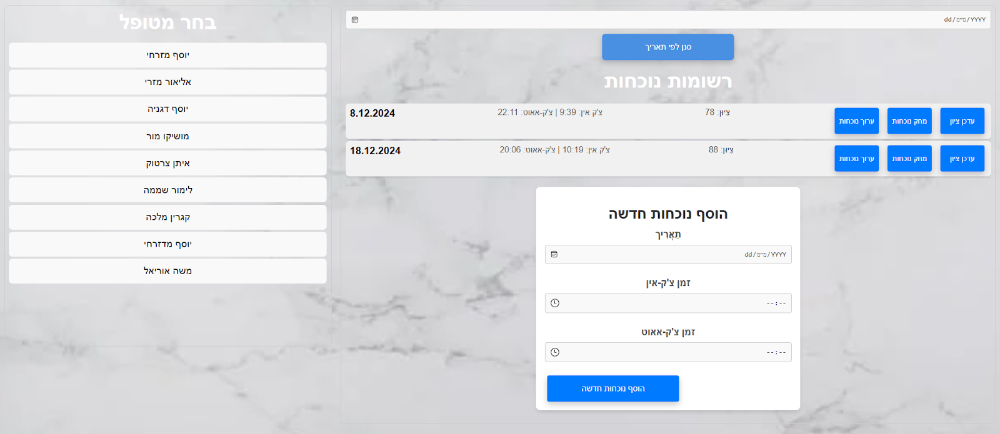 בחר מטופל
יוסף מזרחי
אליאור מזרי
יוסף דגניה
מושיקו מור
איתן צרטוק
לימור שממה
קגרין מלכה
יוסף מדזרחי
משה אוריאל
dd/מ״מ/YYYY
סנן לפי תאריך
רשומות נוכחות
8.12.2024
צ'ק אין: 9:39 | צ'ק-אאוט: 22:11
צִיוּן: 78
ערוך נוכחות
מחק נוכחות
עדכן ציון
18.12.2024
צ'ק אין: 10:19 | צ'ק-אאוט: 20:06
צִיוּן: 88
ערוך נוכחות
מחק נוכחות
עדכן ציון
הוסף נוכחות חדשה
תַאֲרִיך
dd/מ״מ/YYYY
זמן צ'ק-אין
--:--
זמן צ'ק-אאוט
--:--
הוסף נוכחות חדשה